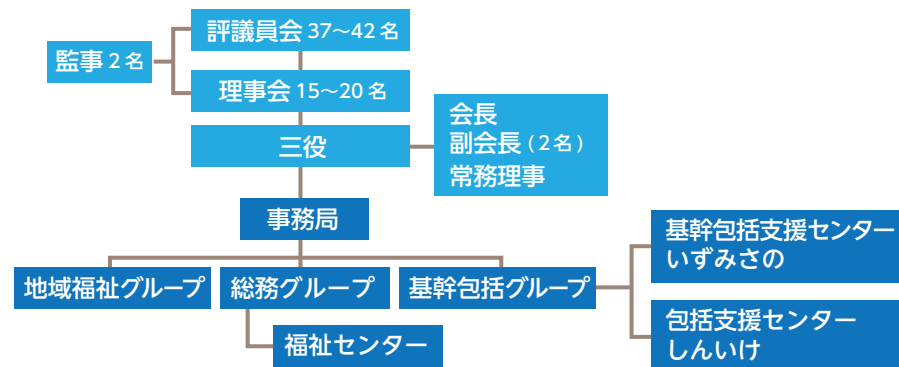 評議員会 37〜42名
監事 2名
理事会 15〜20名
三役
会長
副会長(2名)
常務理事
事務局
地域福祉グループ
総務グループ
基幹包括グループ
基幹包括支援センター
いずみさの
福祉センター
包括支援センター
しんいけ